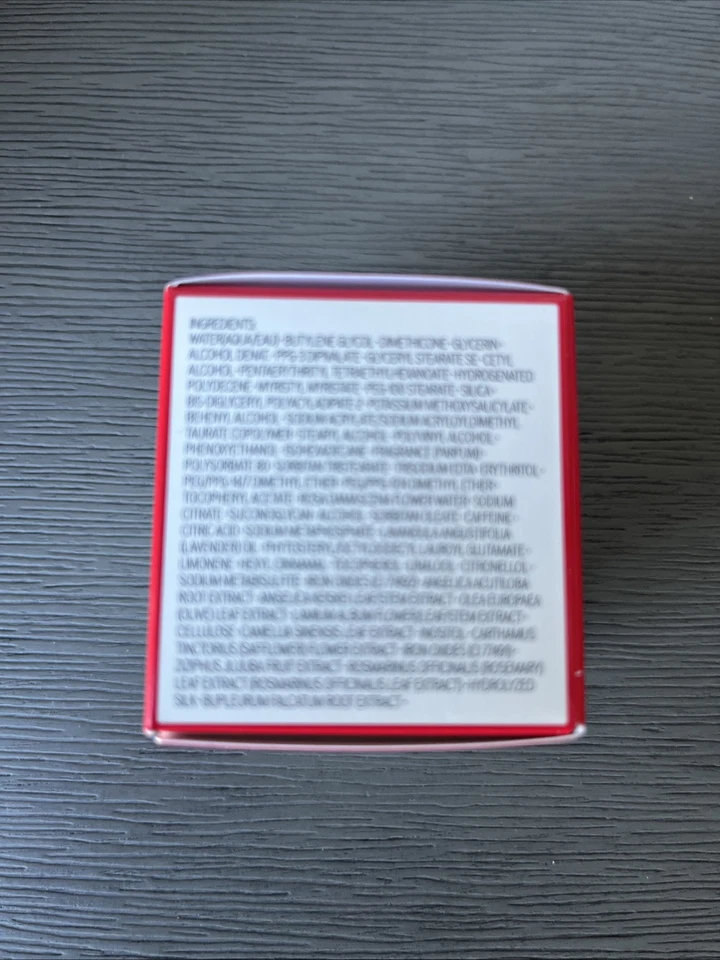 INGREDIENTS:
WATER(AQUA/EAU)･BUTYLENE GLYCOL･DIMETHICONE･GLYCERIN･
ALCOHOL DENAT.･PPG-3 DIPIVALATE･GLYCERYL STEARATE SE･CETYL
ALCOHOL･PENTAERYTHRITYL TETRAETHYLHEXANOATE･HYDROGENATED
POLYDECENE･MYRISTYL MYRISTATE･PEG-100 STEARATE･SILICA･
BIS-DIGLYCERYL POLYACYLADIPATE-2･POTASSIUM METHOXYSALICYLATE･
BEHENYL ALCOHOL･SODIUM ACRYLATE/SODIUM ACRYLOYLDIMETHYL
TAURATE COPOLYMER･STEARYL ALCOHOL･POLYVINYL ALCOHOL･
PHENOXYETHANOL･ISOHEXADECANE･FRAGRANCE (PARFUM)･
POLYSORBATE 80･SORBITAN TRISTEARATE･TRISODIUM EDTA･ERYTHRITOL･
PEG/PPG-14/7 DIMETHYL ETHER･PEG/PPG-17/4 DIMETHYL ETHER･
TOCOPHERYL ACETATE･ROSA DAMASCENA FLOWER WATER･SODIUM
CITRATE･SUCCINOGLYCAN･ALCOHOL･SORBITAN OLEATE･CAFFEINE･
CITRIC ACID･SODIUM METAPHOSPHATE･LAVANDULA ANGUSTIFOLIA
(LAVENDER) OIL･PHYTOSTERYL/OCTYLDODECYL LAUROYL GLUTAMATE･
LIMONENE･HEXYL CINNAMAL･TOCOPHEROL･LINALOOL･CITRONELLOL･
SODIUM METABISULFITE･IRON OXIDES (CI 77492)･ANGELICA ACUTILOBA
ROOT EXTRACT･ANGELICA KEISKEI LEAF/STEM EXTRACT･OLEA EUROPAEA
(OLIVE) LEAF EXTRACT･LAMIUM ALBUM FLOWER/LEAF/STEM EXTRACT･
CELLULOSE･CAMELLIA SINENSIS LEAF EXTRACT･INOSITOL･CARTHAMUS
TINCTORIUS (SAFFLOWER) FLOWER EXTRACT･IRON OXIDES (CI 77491)･
ZIZIPHUS JUJUBA FRUIT EXTRACT･ROSMARINUS OFFICINALIS (ROSEMARY)
LEAF EXTRACT (ROSMARINUS OFFICINALIS LEAF EXTRACT)･HYDROLYZED
SILK･BUPLEURUM FALCATUM ROOT EXTRACT･